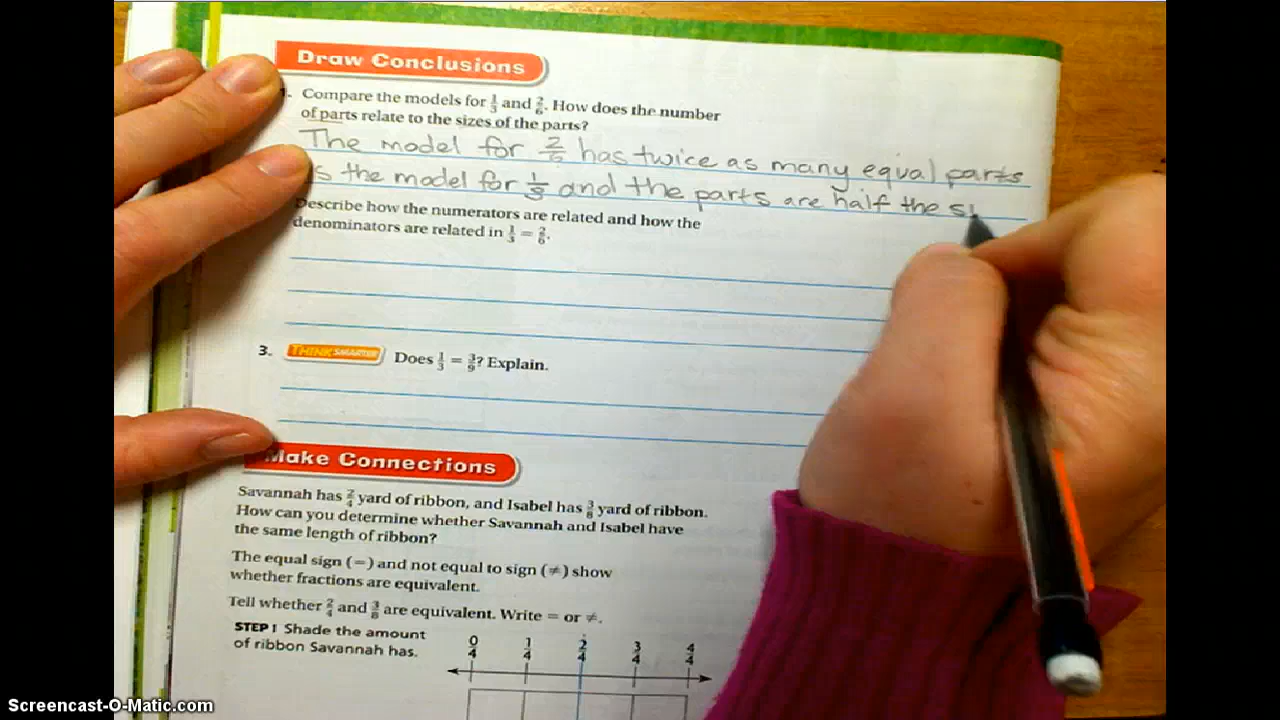 Draw Conclusions
Compare the models for 1/3 and 2/6. How does the number
of parts relate to the sizes of the parts?
The model for 2/6 has twice as many equal parts
the model for 1/3 and the parts are half the si
Describe how the numerators are related and how the
denominators are related in 1/3 = 2/6.
3. THINK SMARTER Does 1/3 = 3/9? Explain.
Make Connections
Savannah has 2/4 yard of ribbon, and Isabel has 3/8 yard of ribbon.
How can you determine whether Savannah and Isabel have
the same length of ribbon?
The equal sign (=) and not equal to sign (≠) show
whether fractions are equivalent.
Tell whether 2/4 and 3/8 are equivalent. Write = or ≠.
STEP 1 Shade the amount
of ribbon Savannah has.
0/4 1/4 2/4 3/4 4/4
Screencast-O-Matic.com